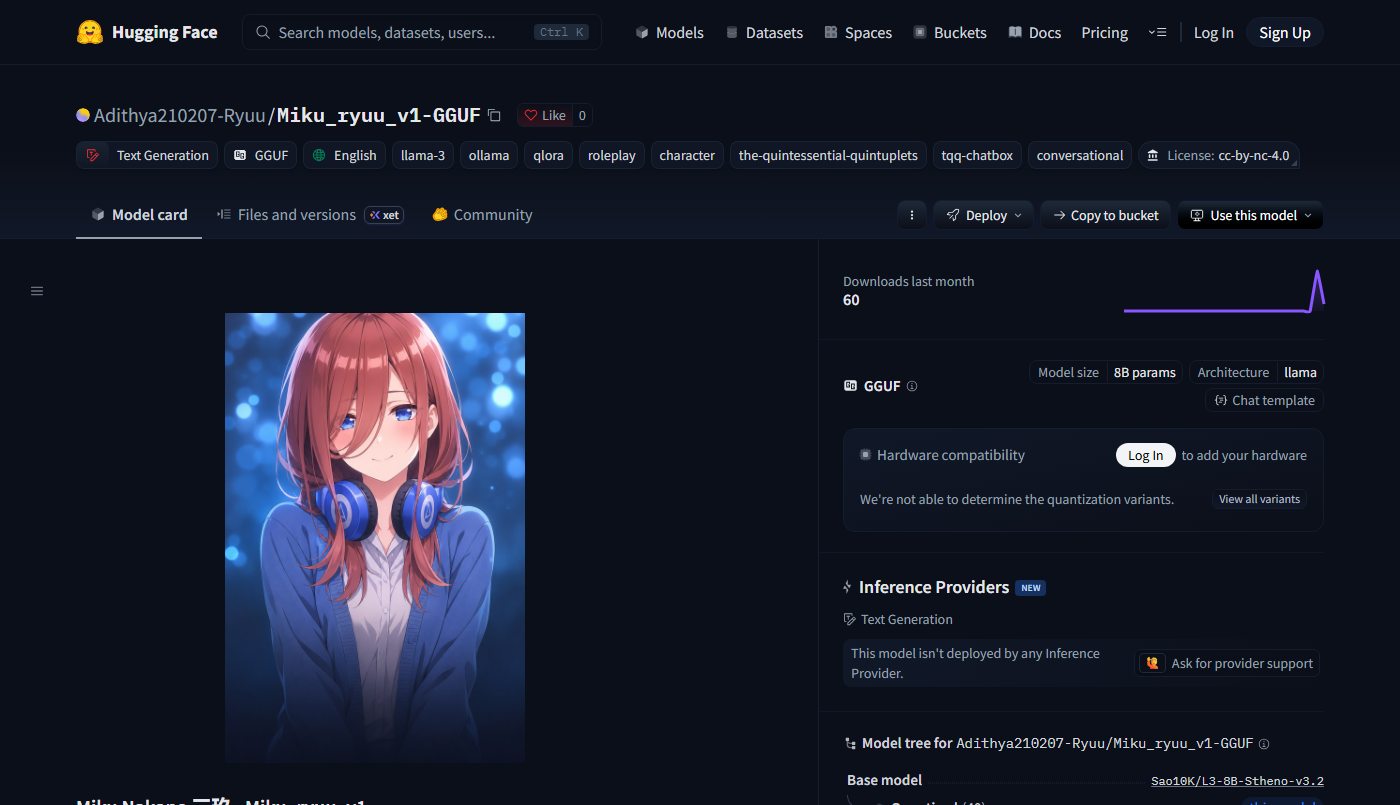 Hugging Face
Search models, datasets, users...
Ctrl K
Models
Datasets
Spaces
Buckets
Docs
Pricing
Log In
Sign Up
Adithya210207-Ryuu/Miku_ryuu_v1-GGUF
Like
0
Text Generation
GGUF
English
llama-3
ollama
qlora
roleplay
character
the-quintessential-quintuplets
tqq-chatbox
conversational
License: cc-by-nc-4.0
Model card
Files and versions
xet
Community
Deploy
Copy to bucket
Use this model
Downloads last month
60
GGUF
Model size 8B params
Architecture llama
Chat template
Hardware compatibility
Log In to add your hardware
We're not able to determine the quantization variants.
View all variants
Inference Providers NEW
Text Generation
This model isn't deployed by any Inference
Provider.
Ask for provider support
Model tree for Adithya210207-Ryuu/Miku_ryuu_v1-GGUF
Base model
Sao10K/L3-8B-Stheno-v3.2